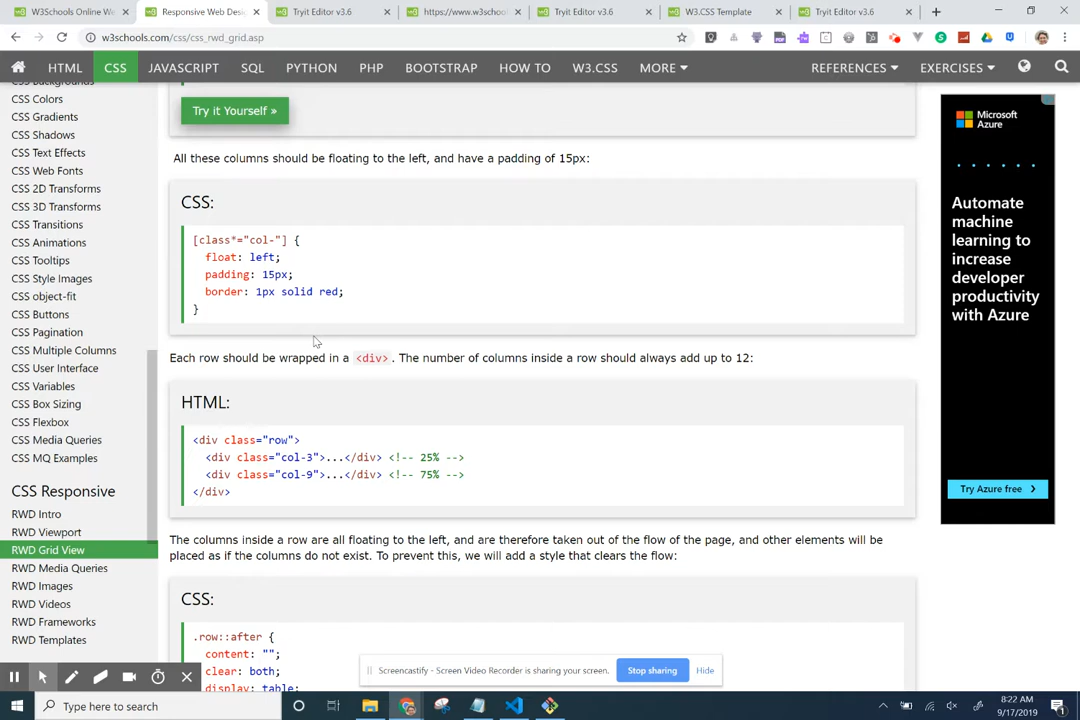 W3Schools Online We
Responsive Web Desi
Tryit Editor v3.6
https://www.w3school
Tryit Editor v3.6
W3.CSS Template
Tryit Editor v3.6
w3schools.com/css/css_rwd_grid.asp
HTML
CSS
JAVASCRIPT
SQL
PYTHON
PHP
BOOTSTRAP
HOW TO
W3.CSS
MORE
REFERENCES
EXERCISES
CSS Backgrounds
CSS Colors
CSS Gradients
CSS Shadows
CSS Text Effects
CSS Web Fonts
CSS 2D Transforms
CSS 3D Transforms
CSS Transitions
CSS Animations
CSS Tooltips
CSS Style Images
CSS object-fit
CSS Buttons
CSS Pagination
CSS Multiple Columns
CSS User Interface
CSS Variables
CSS Box Sizing
CSS Flexbox
CSS Media Queries
CSS MQ Examples
CSS Responsive
RWD Intro
RWD Viewport
RWD Grid View
RWD Media Queries
RWD Images
RWD Videos
RWD Frameworks
RWD Templates
Try it Yourself »
All these columns should be floating to the left, and have a padding of 15px:
CSS:
[class*="col-"] {
float: left;
padding: 15px;
border: 1px solid red;
}
Each row should be wrapped in a <div>. The number of columns inside a row should always add up to 12:
HTML:
<div class="row">
<div class="col-3">...</div> <!-- 25% -->
<div class="col-9">...</div> <!-- 75% -->
</div>
The columns inside a row are all floating to the left, and are therefore taken out of the flow of the page, and other elements will be
placed as if the columns do not exist. To prevent this, we will add a style that clears the flow:
CSS:
.row::after {
content: "";
clear: both;
display: table;
Microsoft
Azure
Automate
machine
learning to
increase
developer
productivity
with Azure
Try Azure free
Screencastify - Screen Video Recorder is sharing your screen.
Stop sharing
Hide
Type here to search
8:22 AM
9/17/2019